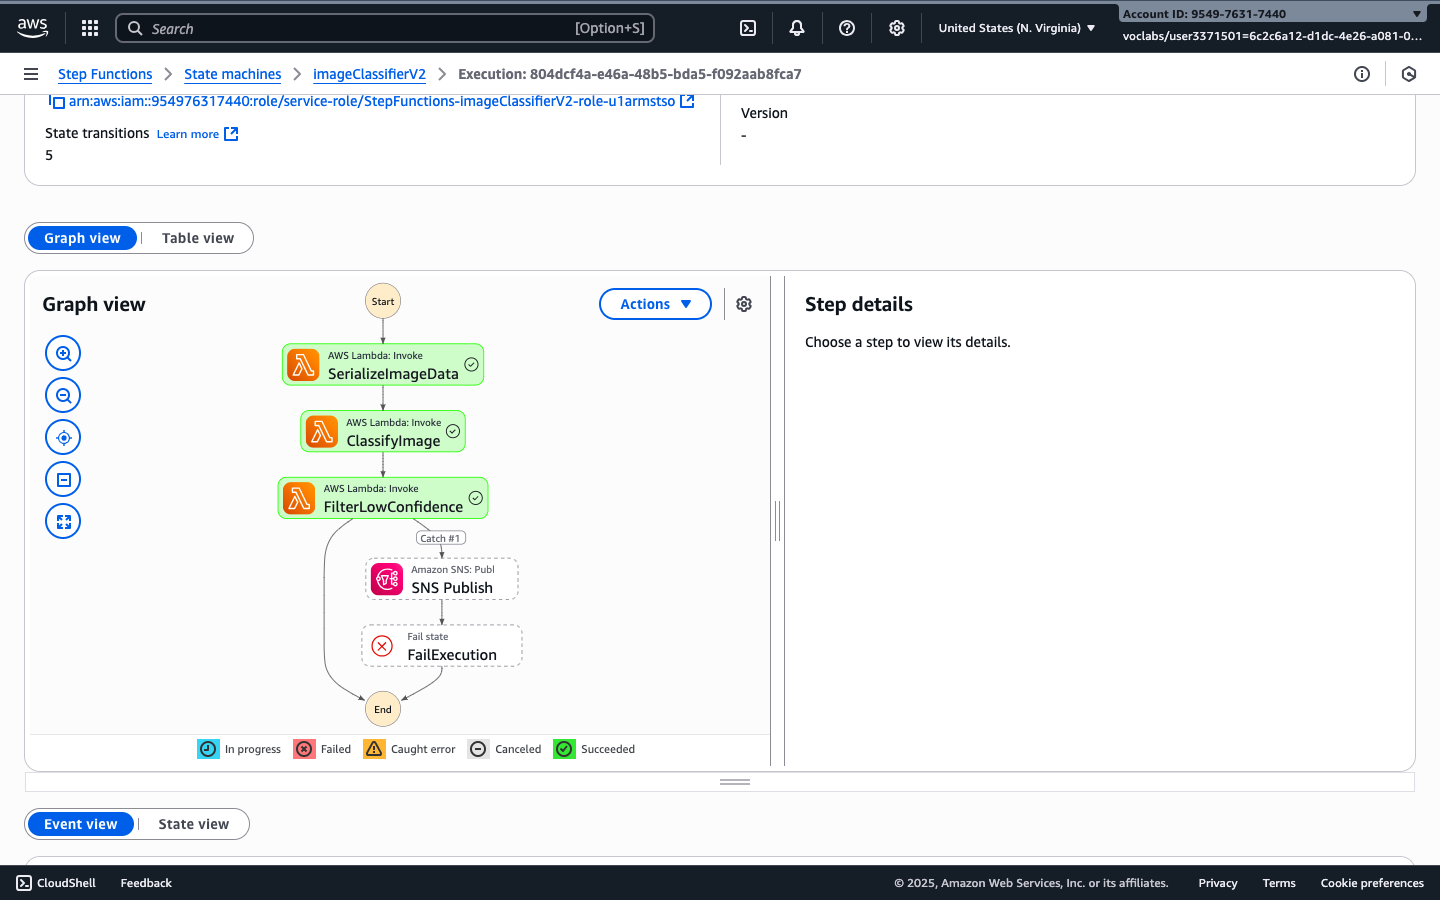 aws
Search
[Option+S]
United States (N. Virginia)
Account ID: 9549-7631-7440
voclabs/user3371501=6c2c6a12-d1dc-4e26-a081-0...
Step Functions
State machines
imageClassifierV2
Execution: 804dcf4a-e46a-48b5-bda5-f092aab8fca7
arn:aws:iam::954976317440:role/service-role/StepFunctions-imageClassifierV2-role-u1armstso
State transitions Learn more
5
Version
-
Graph view
Table view
Graph view
Actions
Start
AWS Lambda: Invoke
SerializeImageData
AWS Lambda: Invoke
ClassifyImage
AWS Lambda: Invoke
FilterLowConfidence
Catch #1
Amazon SNS: Publ
SNS Publish
Fail state
FailExecution
End
In progress
Failed
Caught error
Canceled
Succeeded
Step details
Choose a step to view its details.
Event view
State view
CloudShell
Feedback
© 2025, Amazon Web Services, Inc. or its affiliates.
Privacy
Terms
Cookie preferences